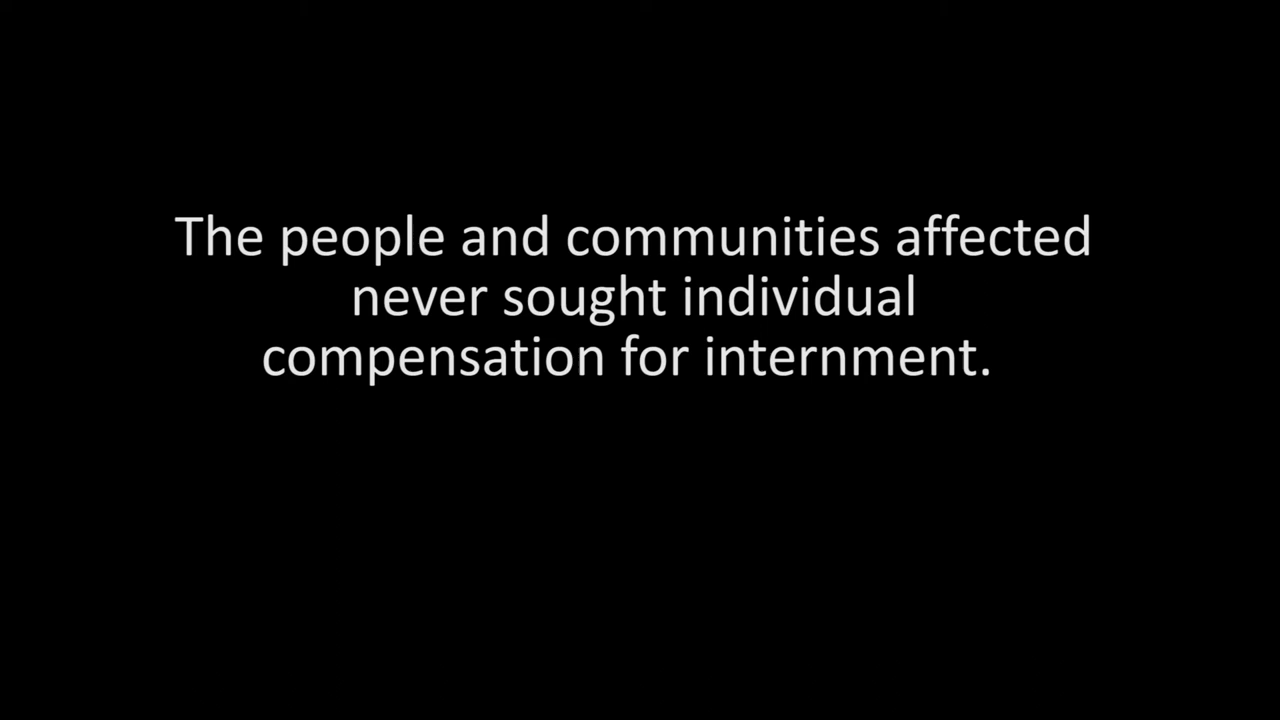 The people and communities affected
never sought individual
compensation for internment.